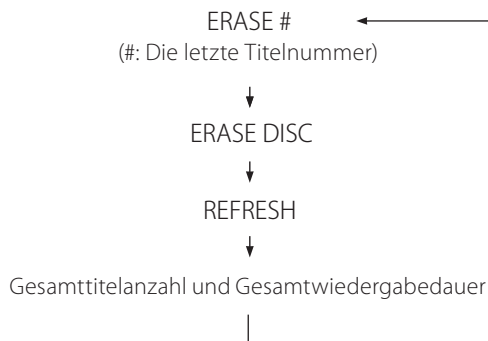 ERASE #
(#: Die letzte Titelnummer)
ERASE DISC
REFRESH
Gesamttitelanzahl und Gesamtwiedergabedauer